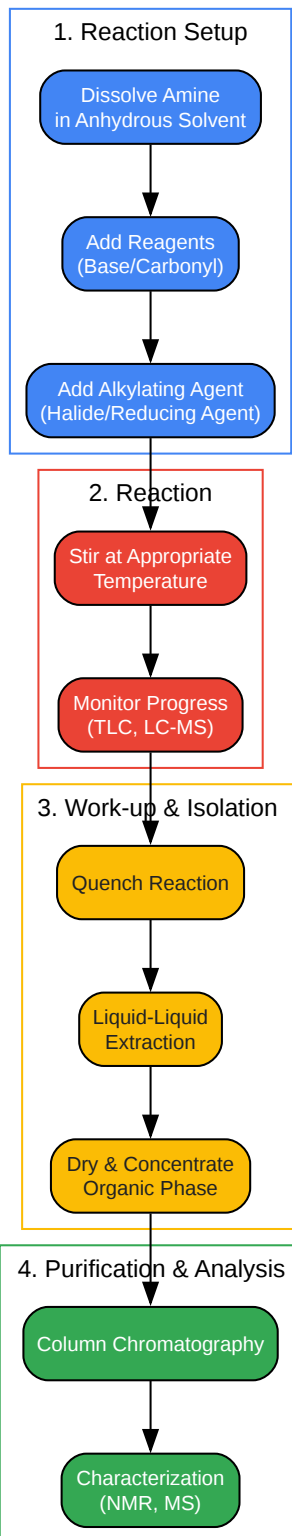 1. Reaction Setup
Dissolve Amine
in Anhydrous Solvent
Add Reagents
(Base/Carbonyl)
Add Alkylating Agent
(Halide/Reducing Agent)
2. Reaction
Stir at Appropriate
Temperature
Monitor Progress
(TLC, LC-MS)
3. Work-up & Isolation
Quench Reaction
Liquid-Liquid
Extraction
Dry & Concentrate
Organic Phase
4. Purification & Analysis
Column Chromatography
Characterization
(NMR, MS)